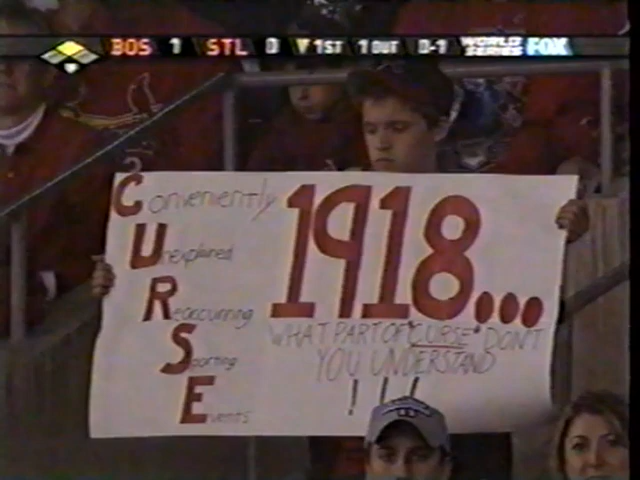 BOS 1 STL 0 ▼1ST 1 OUT 0-1 WORLD SERIES FOX
Conveniently
Unexplained
Reaccurring
Sporting
Events
1918...
WHAT PART OF "CURSE" DON'T
YOU UNDERSTAND
!!!